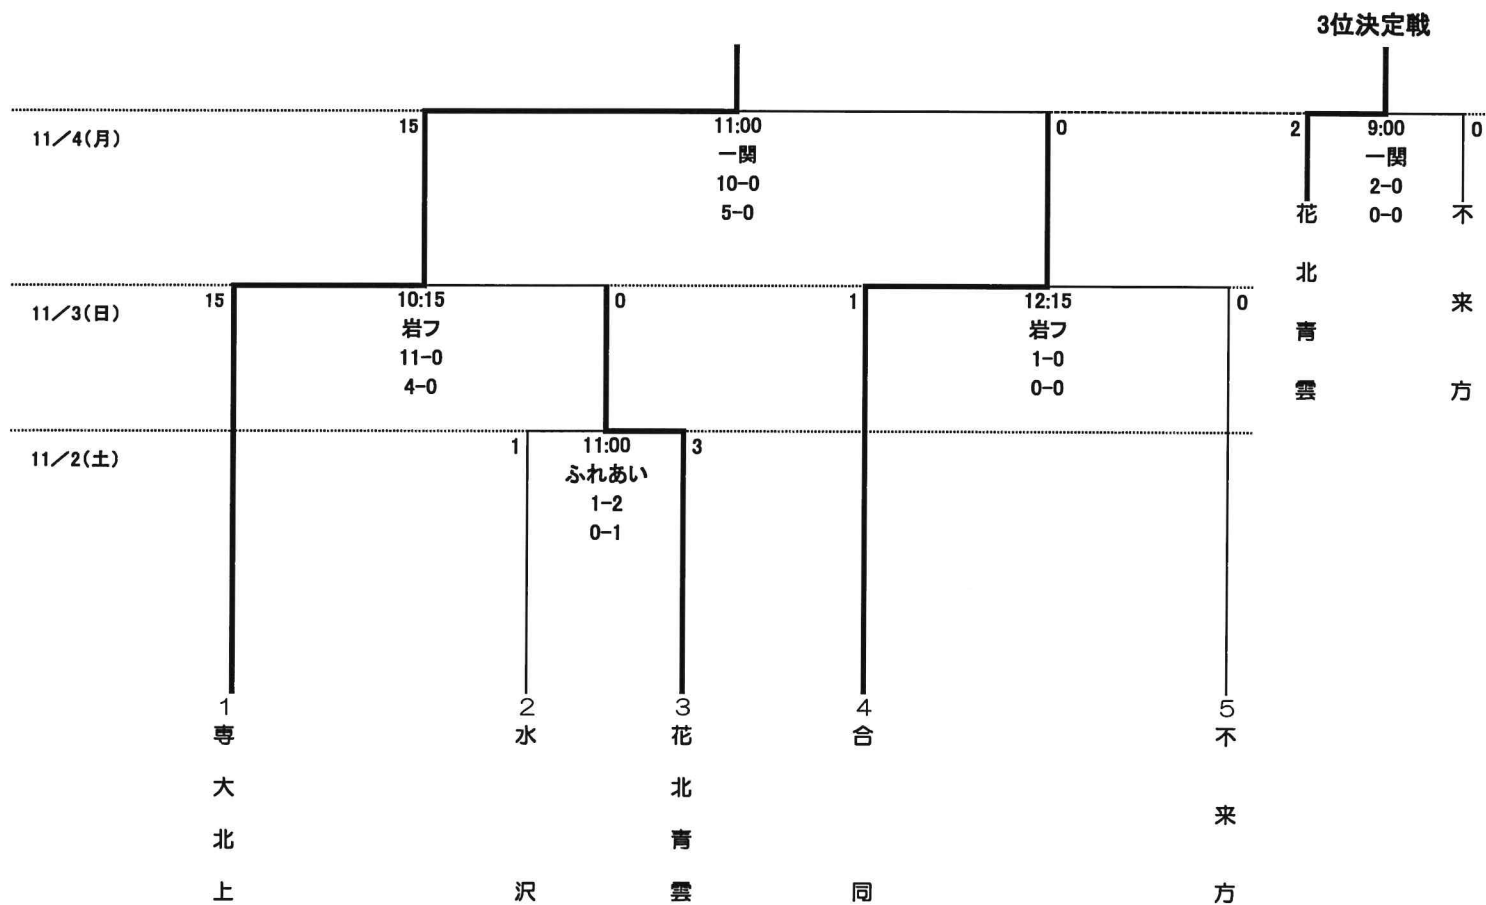 3位決定戦
11/4(月)
15
11:00
0
一関
10-0
5-0
2
9:00
0
一関
2-0
0-0
花北青雲
不来方
11/3(日)
15
10:15
0
岩フ
11-0
4-0
1
12:15
0
岩フ
1-0
0-0
11/2(土)
1
11:00
3
ふれあい
1-2
0-1
1
専大北上
2
水沢
3
花北青雲
4
合同
5
不来方